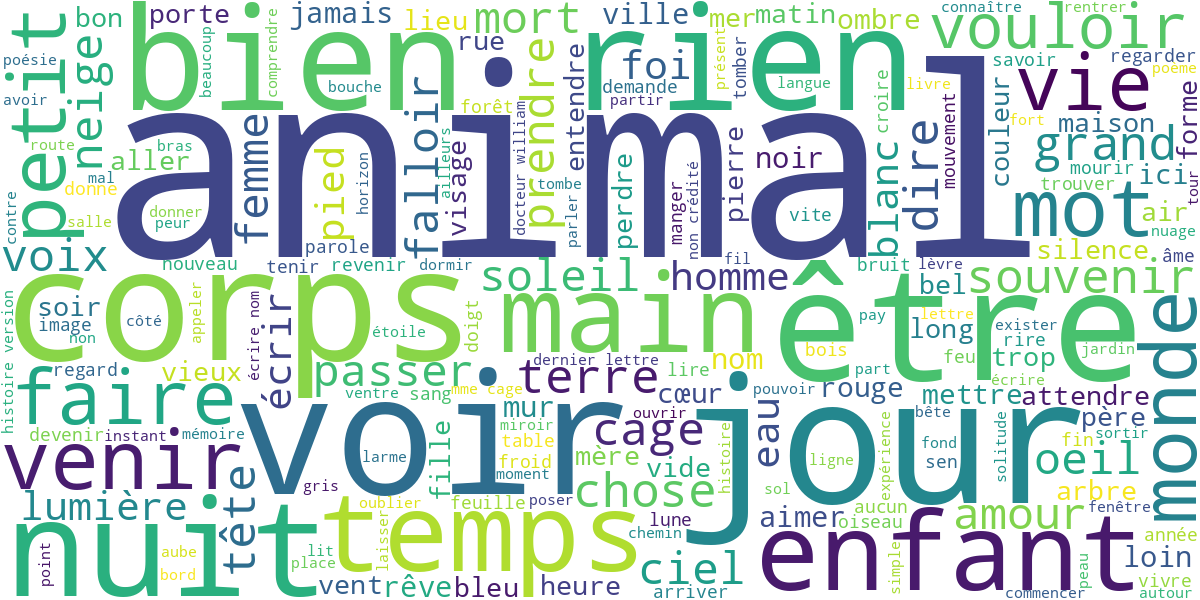 porte
bon
jamais
lieu
mort
ville
mer
matin
ombre
connaître
rentrer
poésie
petit
neige
bien
beaucoup
comprendre
rue
bouche
rien
foi
demande
partir
présenter
tomber
langue
vouloir
savoir
regarder
livre
poème
avoir
route
bras
aller
mal
donne
donner
peur
salle
contre
animal
femme
pied
horizon
falloir
forêt
ailleurs
visage
docteur william
prendre
entendre
tombe
parler
perdre
manger
non crédité
pierre
noir
vite
croire
blanc
dire
mouvement
couleur
vie
fort
maison
grand
forme
mourir
ici
trouver
tour
mot
air
nuage
silence
âme
voix
nouveau
parole
tenir
revenir
dormir
fil
bruit
lèvre
soleil
homme
bel
souvenir
corps
main
être
monde
soir
image
non
côté
appeler
écrire nom
étoile
doigt
pay
lettre
long
exister
rire
jardin
histoire version
regard
vieux
écrire
passer
dernier lettre
terre
lire
nom
bois
feu
trop
part
écrire
faire
ventre
sang
mme cage
cœur
pouvoir
rouge
mettre
attendre
père
venir
devenir
instant
mémoire
voir
larme
mur
miroir
ouvrir
cage
jour
eau
bête
fin
sortir
table
froid
moment
fille
mère
vide
histoire
ligne
expérience
fond
sen
solitude
oeil
lumière
tête
gris
oublier
feuille
poser
chose
sol
aucun
oiseau
aimer
amour
arbre
fenêtre
nuit
temps
laisser
lune
chemin
ciel
enfant
année
loin
point
aube
bord
lit
place
vent
rêve
bleu
heure
arriver
simple
commencer
peau
vivre
autour